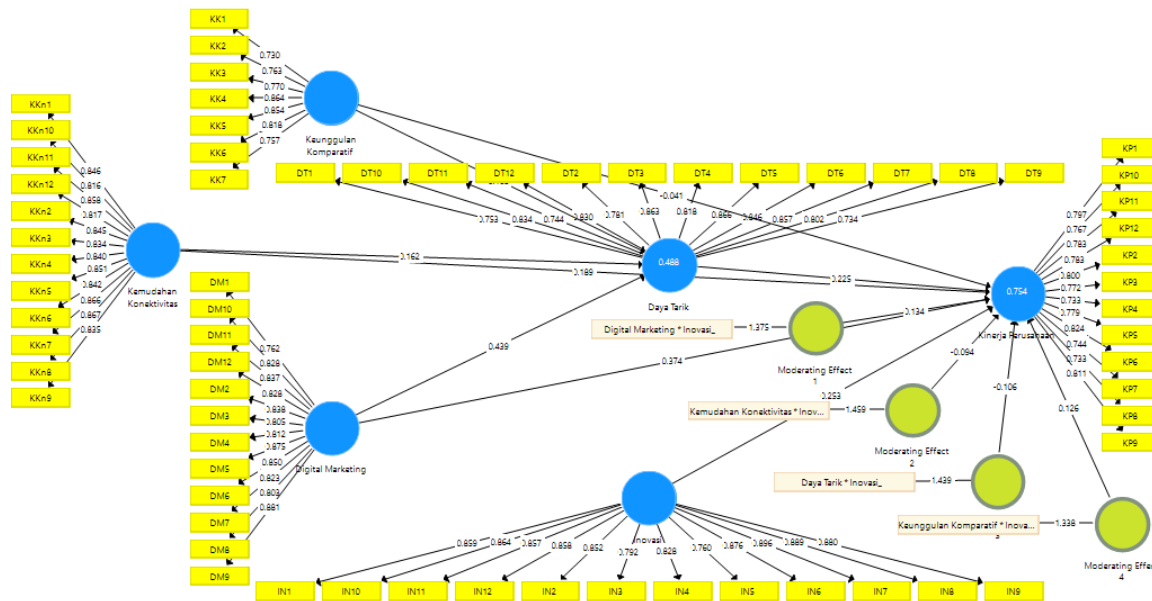 KK1
KK2
KK3
KK4
KK5
KK6
KK7
0.730
0.763
0.770
0.864
0.854
0.818
0.757
Keunggulan
Komparatif
KKn1
KKn10
KKn11
KKn12
KKn2
KKn3
KKn4
KKn5
KKn6
KKn7
KKn8
KKn9
0.846
0.816
0.858
0.817
0.845
0.834
0.840
0.851
0.842
0.866
0.867
0.835
Kemudahan
Konektivitas
DT1
DT10
DT11
DT12
DT2
DT3
DT4
DT5
DT6
DT7
DT8
DT9
0.753
0.834
0.744
0.830
0.781
0.863
0.818
0.866
0.846
0.857
0.802
0.734
-0.041
0.488
Daya Tarik
0.162
0.189
0.225
0.439
0.374
0.134
0.253
DM1
DM10
DM11
DM12
DM2
DM3
DM4
DM5
DM6
DM7
DM8
DM9
0.762
0.828
0.837
0.828
0.838
0.805
0.812
0.875
0.850
0.823
0.803
0.881
Digital Marketing
KP1
KP10
KP11
KP12
KP2
KP3
KP4
KP5
KP6
KP7
KP8
KP9
0.797
0.767
0.783
0.783
0.800
0.772
0.733
0.779
0.824
0.744
0.733
0.811
0.754
Kinerja Perusahaan
Digital Marketing * Inovasi_
1.375
Moderating Effect
1
Kemudahan Konektivitas * Inov...
1.459
-0.094
Moderating Effect
2
Daya Tarik * Inovasi_
1.439
-0.106
Keunggulan Komparatif * Inova...
1.338
3
0.126
Moderating Effe
4
Inovasi
0.859
0.864
0.857
0.858
0.852
0.792
0.828
0.760
0.876
0.896
0.889
0.880
IN1
IN10
IN11
IN12
IN2
IN3
IN4
IN5
IN6
IN7
IN8
IN9